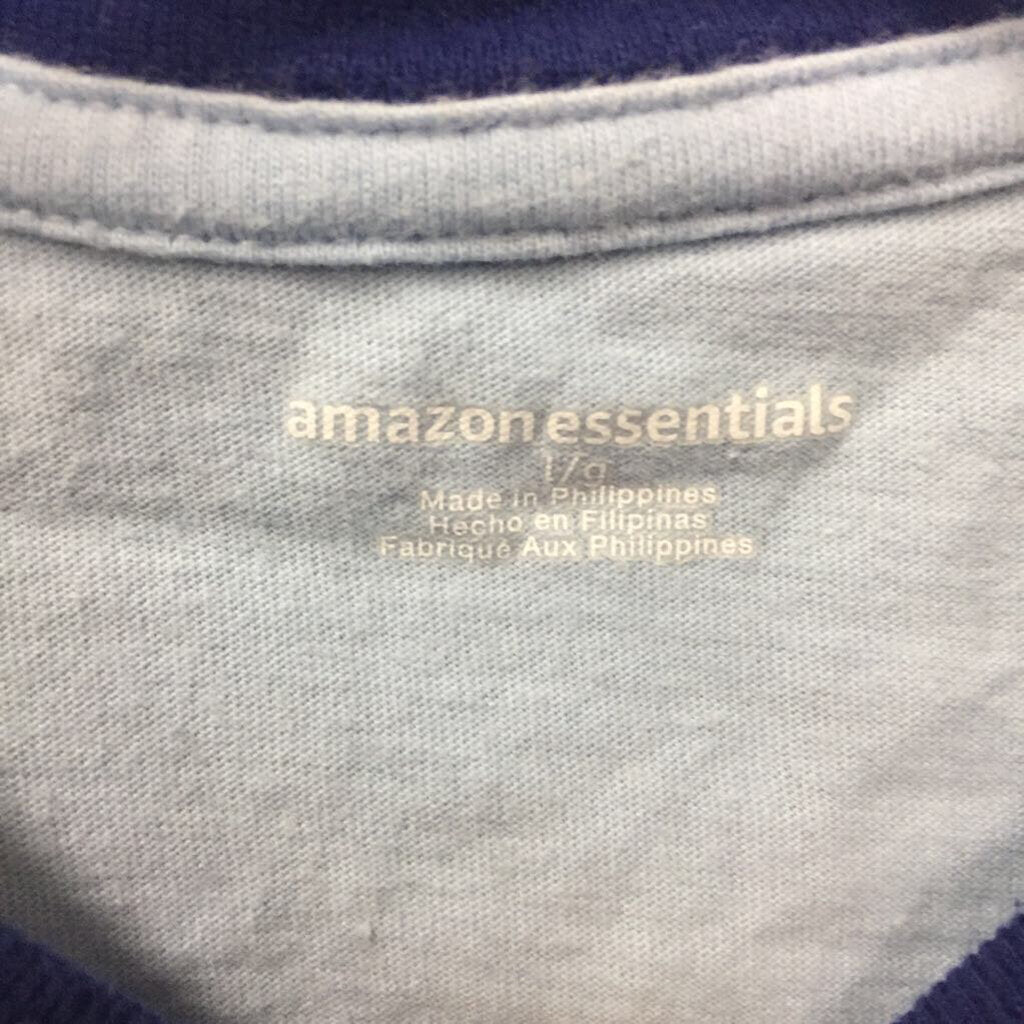 amazon essentials
l/g
Made in Philippines
Hecho en Filipinas
Fabriqué Aux Philippines